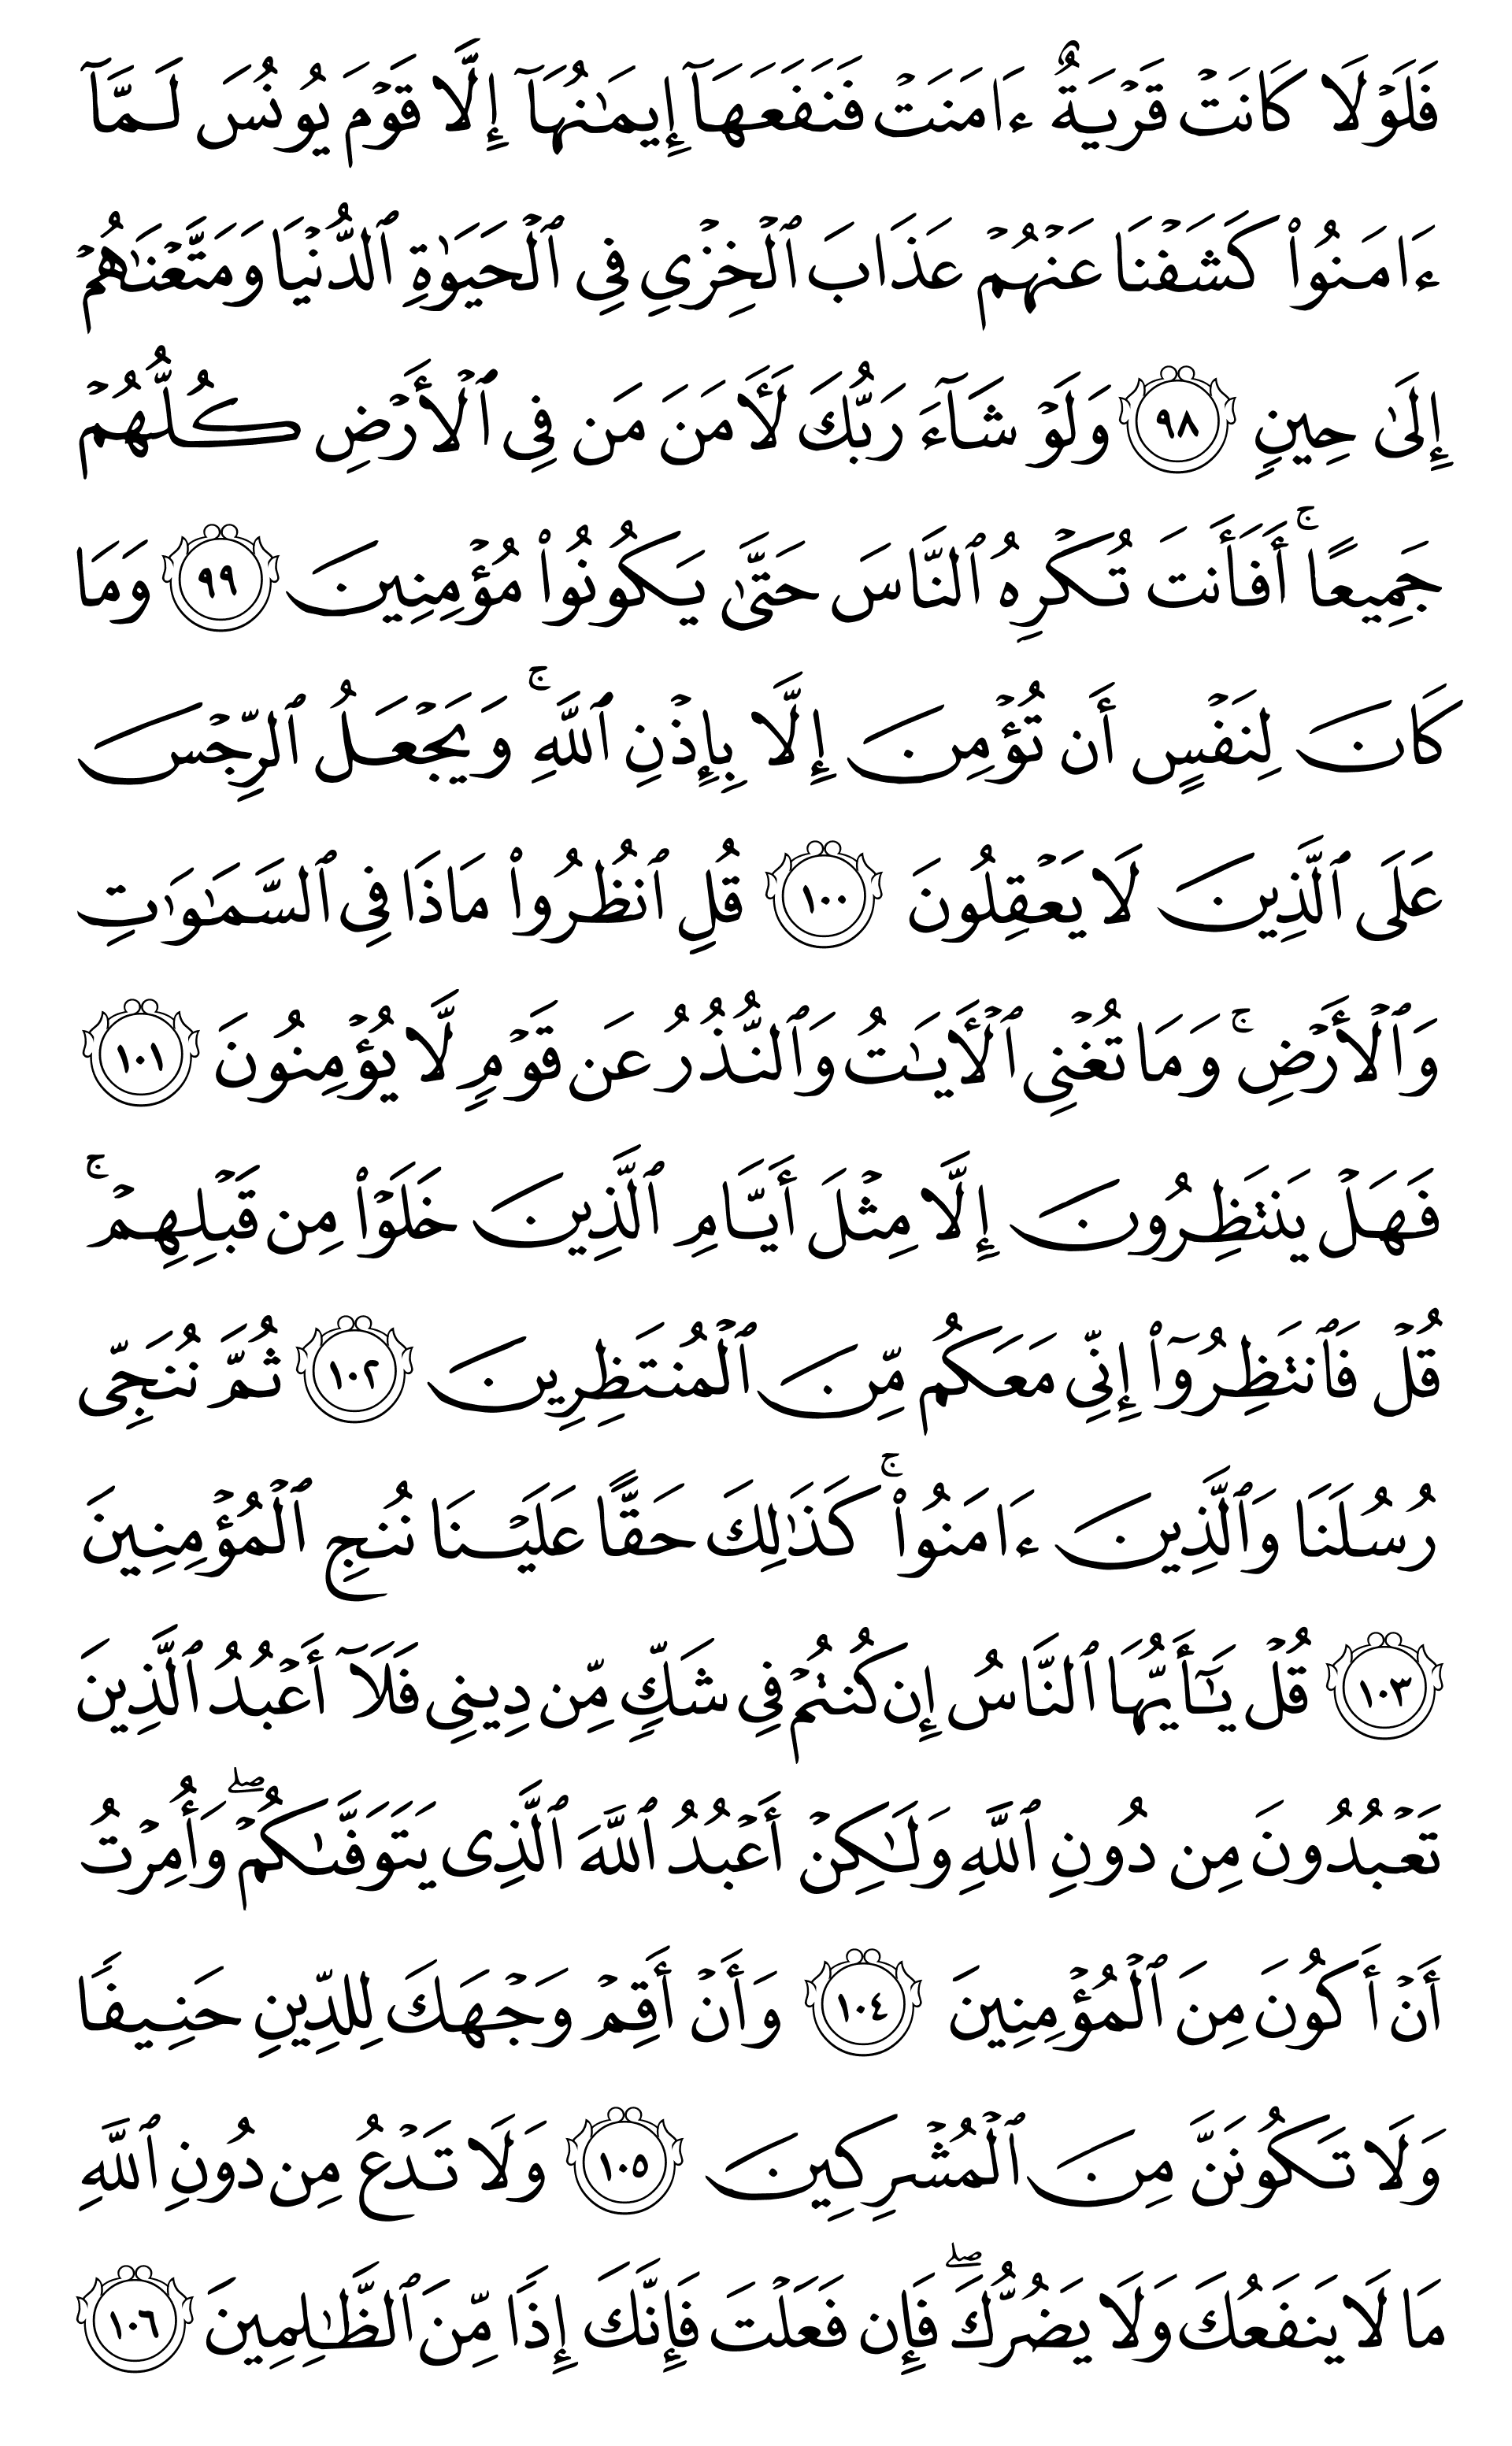 فَلَوۡلَا كَانَتۡ قَرۡيَةٌ ءَامَنَتۡ فَنَفَعَهَآ إِيمَٰنُهَآ إِلَّا قَوۡمَ يُونُسَ لَمَّآ
ءَامَنُواْ كَشَفۡنَا عَنۡهُمۡ عَذَابَ ٱلۡخِزۡيِ فِي ٱلۡحَيَوٰةِ ٱلدُّنۡيَا وَمَتَّعۡنَٰهُمۡ
إِلَىٰ حِينٖ ٩٨ وَلَوۡ شَآءَ رَبُّكَ لَأٓمَنَ مَن فِي ٱلۡأَرۡضِ كُلُّهُمۡ
جَمِيعًاۚ أَفَأَنتَ تُكۡرِهُ ٱلنَّاسَ حَتَّىٰ يَكُونُواْ مُؤۡمِنِينَ ٩٩ وَمَا
كَانَ لِنَفۡسٍ أَن تُؤۡمِنَ إِلَّا بِإِذۡنِ ٱللَّهِۚ وَيَجۡعَلُ ٱلرِّجۡسَ
عَلَى ٱلَّذِينَ لَا يَعۡقِلُونَ ١٠٠ قُلِ ٱنظُرُواْ مَاذَا فِي ٱلسَّمَٰوَٰتِ
وَٱلۡأَرۡضِۚ وَمَا تُغۡنِي ٱلۡأٓيَٰتُ وَٱلنُّذُرُ عَن قَوۡمٖ لَّا يُؤۡمِنُونَ ١٠١
فَهَلۡ يَنتَظِرُونَ إِلَّا مِثۡلَ أَيَّامِ ٱلَّذِينَ خَلَوۡاْ مِن قَبۡلِهِمۡۚ
قُلۡ فَٱنتَظِرُوٓاْ إِنِّي مَعَكُم مِّنَ ٱلۡمُنتَظِرِينَ ١٠٢ ثُمَّ نُنَجِّي
رُسُلَنَا وَٱلَّذِينَ ءَامَنُواْۚ كَذَٰلِكَ حَقًّا عَلَيۡنَا نُنجِ ٱلۡمُؤۡمِنِينَ
١٠٣ قُلۡ يَٰٓأَيُّهَا ٱلنَّاسُ إِن كُنتُمۡ فِي شَكّٖ مِّن دِينِي فَلَآ أَعۡبُدُ ٱلَّذِينَ
تَعۡبُدُونَ مِن دُونِ ٱللَّهِ وَلَٰكِنۡ أَعۡبُدُ ٱللَّهَ ٱلَّذِي يَتَوَفَّىٰكُمۡۖ وَأُمِرۡتُ
أَنۡ أَكُونَ مِنَ ٱلۡمُؤۡمِنِينَ ١٠٤ وَأَنۡ أَقِمۡ وَجۡهَكَ لِلدِّينِ حَنِيفٗا
وَلَا تَكُونَنَّ مِنَ ٱلۡمُشۡرِكِينَ ١٠٥ وَلَا تَدۡعُ مِن دُونِ ٱللَّهِ
مَا لَا يَنفَعُكَ وَلَا يَضُرُّكَۖ فَإِن فَعَلۡتَ فَإِنَّكَ إِذٗا مِّنَ ٱلظَّٰلِمِينَ ١٠٦